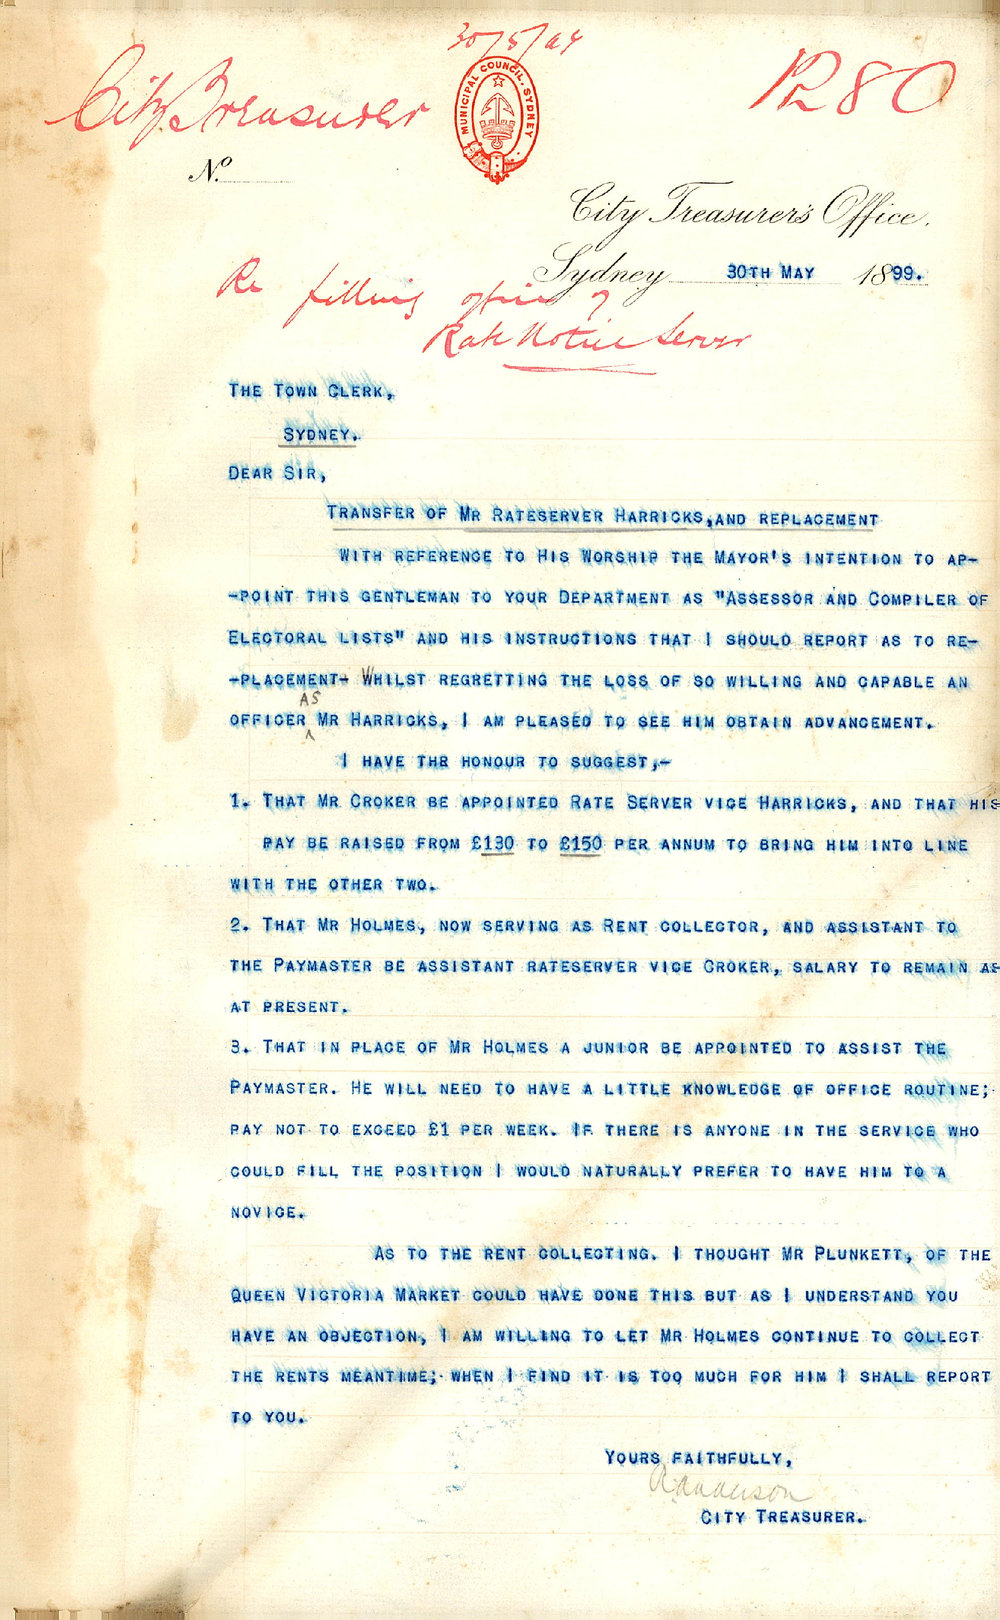 30/5/99
City Treasurer
1280
MUNICIPAL COUNCIL. SYDNEY
No.
City Treasurer's Office.
Sydney 30TH MAY 1899.
Re filling office of
Rate Notice Server
THE TOWN CLERK,
SYDNEY.
DEAR SIR,
TRANSFER OF MR RATESERVER HARRICKS,AND REPLACEMENT
WITH REFERENCE TO HIS WORSHIP THE MAYOR'S INTENTION TO AP-
-POINT THIS GENTLEMAN TO YOUR DEPARTMENT AS "ASSESSOR AND COMPILER OF
ELECTORAL LISTS" AND HIS INSTRUCTIONS THAT I SHOULD REPORT AS TO RE-
-PLACEMENT- WHILST REGRETTING THE LOSS OF SO WILLING AND CAPABLE AN
AS
OFFICER MR HARRICKS, I AM PLEASED TO SEE HIM OBTAIN ADVANCEMENT.
I HAVE THR HONOUR TO SUGGEST,-
1. THAT MR CROKER BE APPOINTED RATE SERVER VICE HARRICKS, AND THAT HIS
PAY BE RAISED FROM £130 TO £150 PER ANNUM TO BRING HIM INTO LINE
WITH THE OTHER TWO.
2. THAT MR HOLMES, NOW SERVING AS RENT COLLECTOR, AND ASSISTANT TO
THE PAYMASTER BE ASSISTANT RATESERVER VICE CROKER, SALARY TO REMAIN AS
AT PRESENT.
3. THAT IN PLACE OF MR HOLMES A JUNIOR BE APPOINTED TO ASSIST THE
PAYMASTER. HE WILL NEED TO HAVE A LITTLE KNOWLEDGE OF OFFICE ROUTINE;
PAY NOT TO EXCEED £1 PER WEEK. IF THERE IS ANYONE IN THE SERVICE WHO
COULD FILL THE POSITION I WOULD NATURALLY PREFER TO HAVE HIM TO A
NOVICE.
AS TO THE RENT COLLECTING. I THOUGHT MR PLUNKETT, OF THE
QUEEN VICTORIA MARKET COULD HAVE DONE THIS BUT AS I UNDERSTAND YOU
HAVE AN OBJECTION, I AM WILLING TO LET MR HOLMES CONTINUE TO COLLECT
THE RENTS MEANTIME; WHEN I FIND IT IS TOO MUCH FOR HIM I SHALL REPORT
TO YOU.
YOURS FAITHFULLY,
R Anderson
CITY TREASURER.